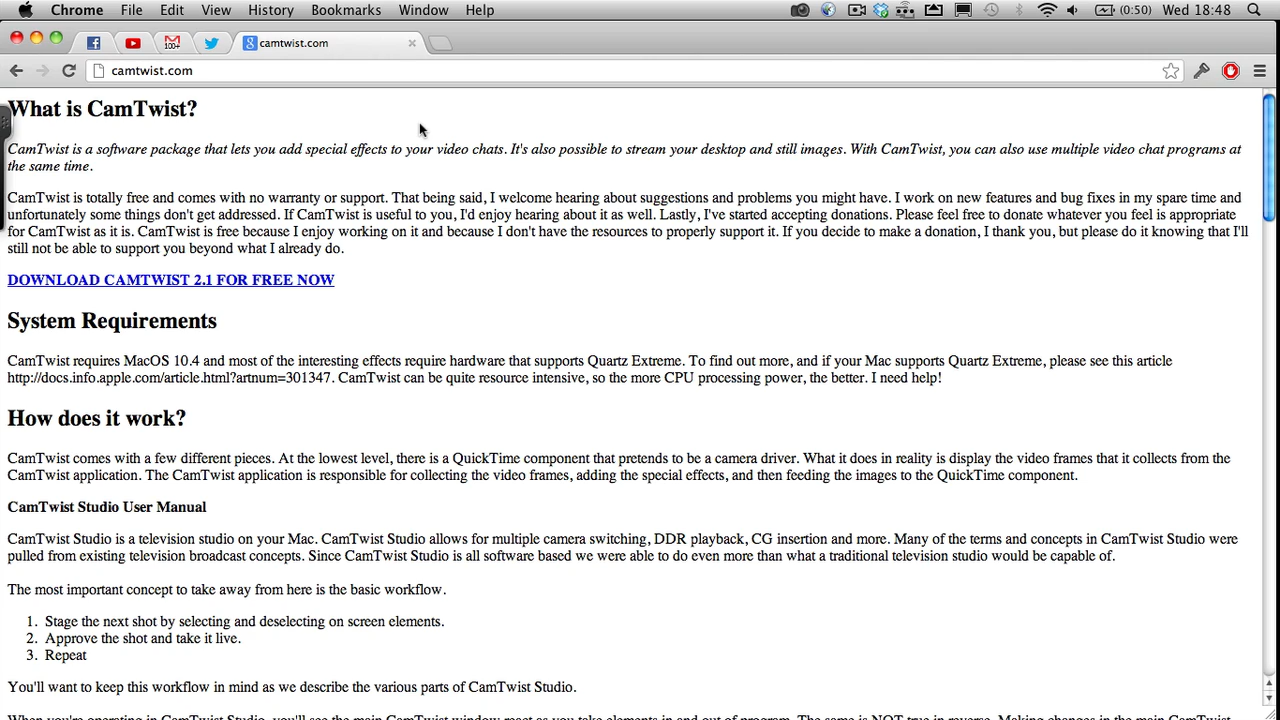 Chrome File Edit View History Bookmarks Window Help (0:50) Wed 18:48
100+ camtwist.com
camtwist.com
What is CamTwist?
CamTwist is a software package that lets you add special effects to your video chats. It's also possible to stream your desktop and still images. With CamTwist, you can also use multiple video chat programs at
the same time.
CamTwist is totally free and comes with no warranty or support. That being said, I welcome hearing about suggestions and problems you might have. I work on new features and bug fixes in my spare time and
unfortunately some things don't get addressed. If CamTwist is useful to you, I'd enjoy hearing about it as well. Lastly, I've started accepting donations. Please feel free to donate whatever you feel is appropriate
for CamTwist as it is. CamTwist is free because I enjoy working on it and because I don't have the resources to properly support it. If you decide to make a donation, I thank you, but please do it knowing that I'll
still not be able to support you beyond what I already do.
DOWNLOAD CAMTWIST 2.1 FOR FREE NOW
System Requirements
CamTwist requires MacOS 10.4 and most of the interesting effects require hardware that supports Quartz Extreme. To find out more, and if your Mac supports Quartz Extreme, please see this article
http://docs.info.apple.com/article.html?artnum=301347. CamTwist can be quite resource intensive, so the more CPU processing power, the better. I need help!
How does it work?
CamTwist comes with a few different pieces. At the lowest level, there is a QuickTime component that pretends to be a camera driver. What it does in reality is display the video frames that it collects from the
CamTwist application. The CamTwist application is responsible for collecting the video frames, adding the special effects, and then feeding the images to the QuickTime component.
CamTwist Studio User Manual
CamTwist Studio is a television studio on your Mac. CamTwist Studio allows for multiple camera switching, DDR playback, CG insertion and more. Many of the terms and concepts in CamTwist Studio were
pulled from existing television broadcast concepts. Since CamTwist Studio is all software based we were able to do even more than what a traditional television studio would be capable of.
The most important concept to take away from here is the basic workflow.
1. Stage the next shot by selecting and deselecting on screen elements.
2. Approve the shot and take it live.
3. Repeat
You'll want to keep this workflow in mind as we describe the various parts of CamTwist Studio.
When you're operating in CamTwist Studio, you'll see the main CamTwist window react as you take elements in and out of program. The same is NOT true in reverse. Making changes in the main CamTwist